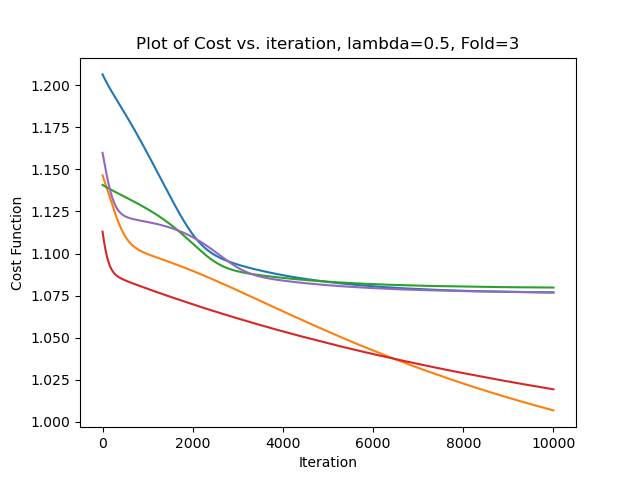 Plot of Cost vs. iteration, lambda=0.5, Fold=3
1.200
1.175
1.150
1.125
1.100
1.075
1.050
1.025
1.000
Cost Function
0 2000 4000 6000 8000 10000
Iteration